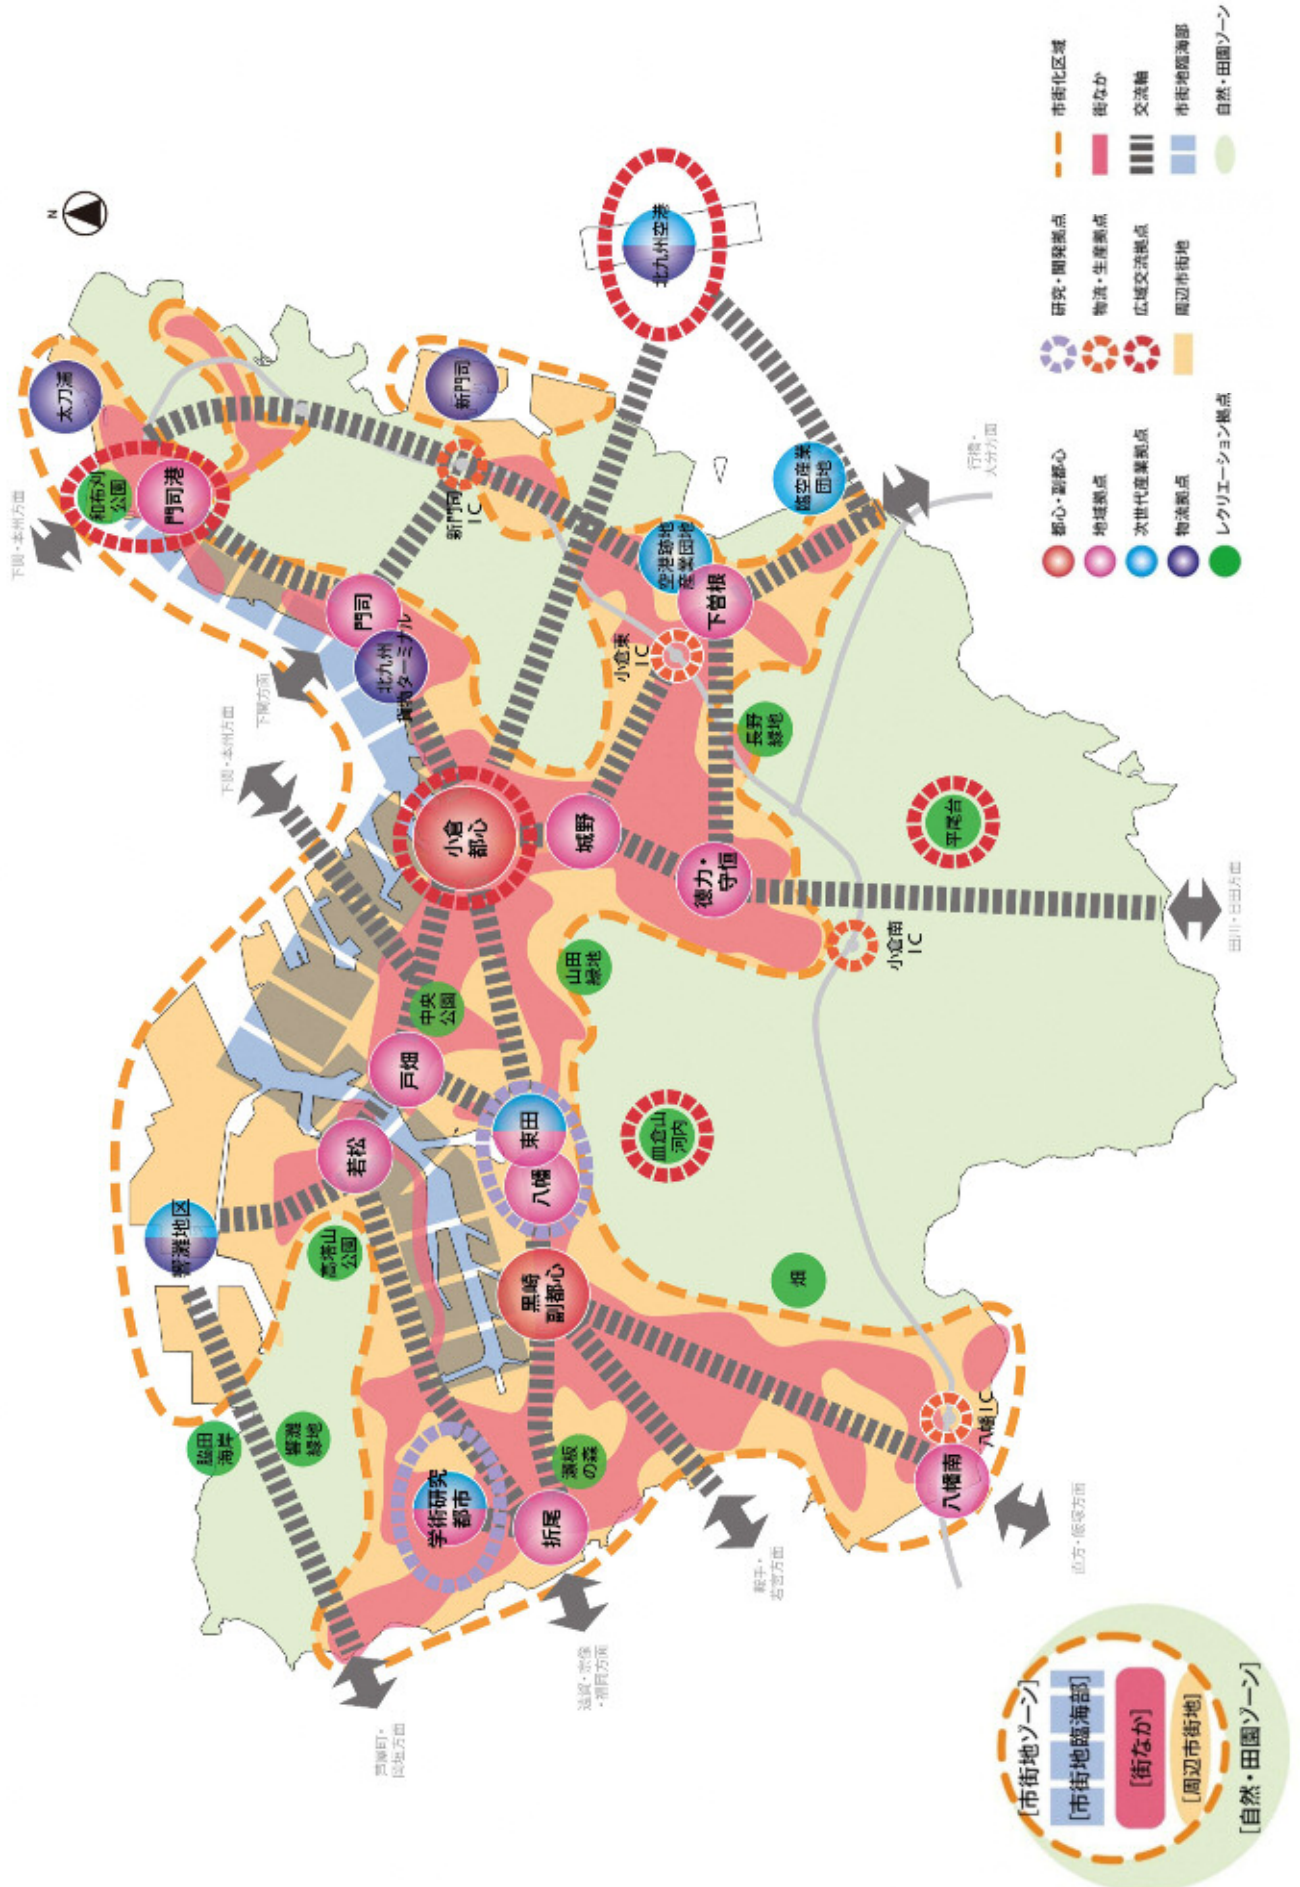 N
下関・本州方面
太刀浦
和布刈
公園
門司港
新門司
新門司
IC
下関方面
門司
北九州
貨物ターミナル
北九州空港
下関・本州方面
小倉
都心
城野
小倉東
IC
空港跡地
産業団地
下曽根
臨空産業
団地
行橋・
大分方面
長野
緑地
徳力・
守恒
平尾台
小倉南
IC
田川・日田方面
山田
緑地
中央
公園
戸畑
若松
東田
八幡
皿倉山
河内
響灘地区
高塔山
公園
黒崎
副都心
畑
脇田
海岸
響灘
緑地
学術研究
都市
瀬板
の森
折尾
八幡IC
八幡南
直方・飯塚方面
鞍手・
若宮方面
遠賀・宗像
・福岡方面
芦屋町・
岡垣方面
都心・副都心
地域拠点
次世代産業拠点
物流拠点
レクリエーション拠点
研究・開発拠点
物流・生産拠点
広域交流拠点
周辺市街地
市街化区域
街なか
交流軸
市街地臨海部
自然・田園ゾーン
[市街地ゾーン]
[市街地臨海部]
[街なか]
[周辺市街地]
[自然・田園ゾーン]